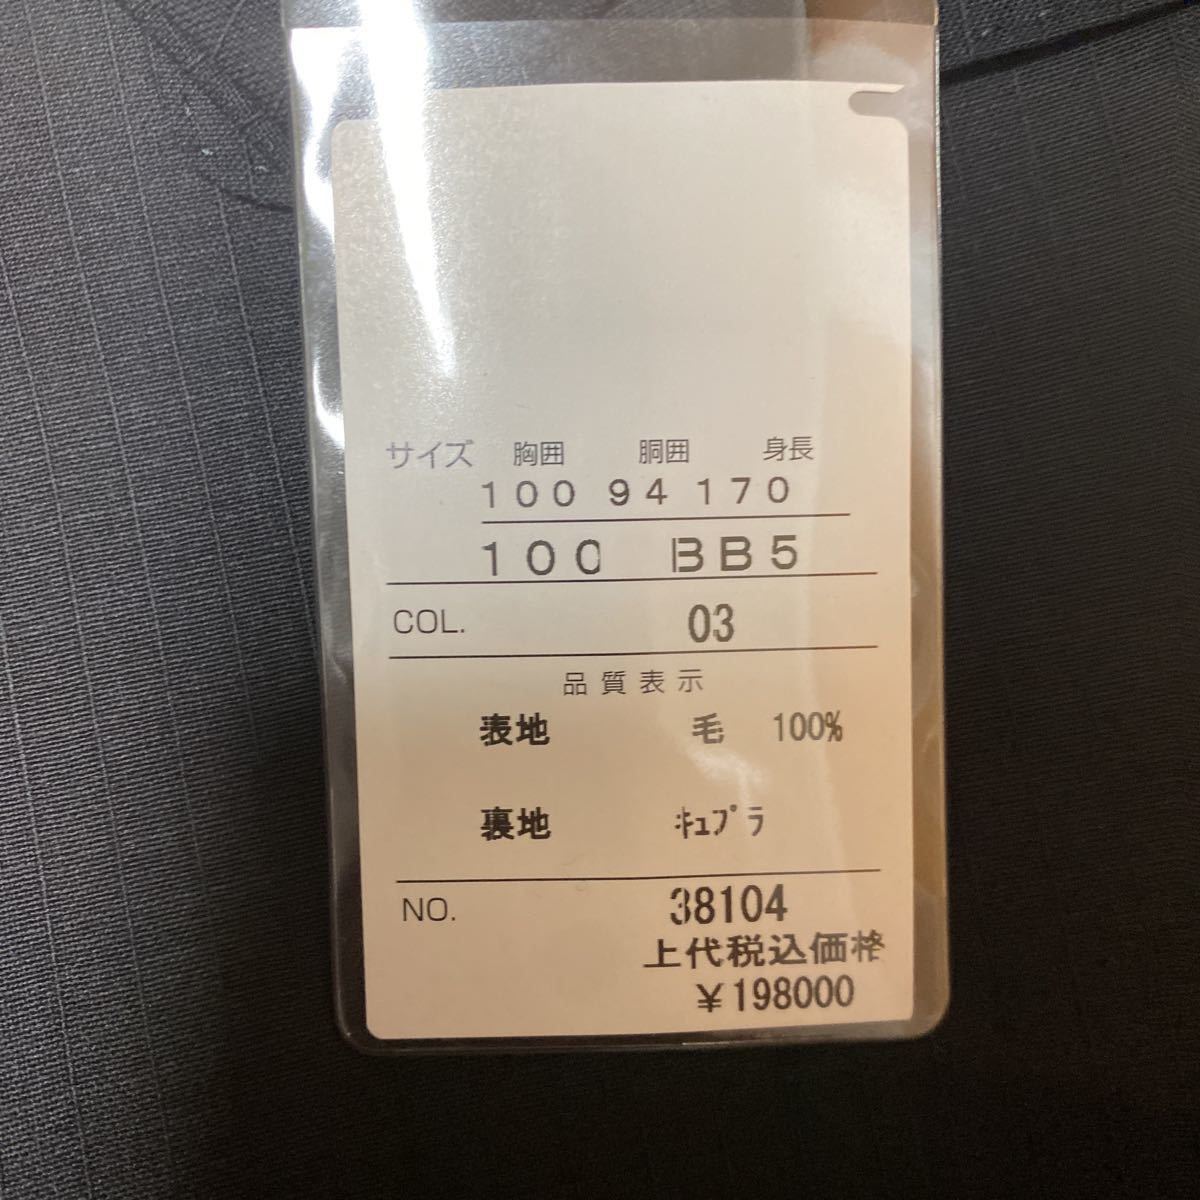 サイズ 胸囲 胴囲 身長
100 94 170
100 BB5
COL. 03
品質表示
表地 毛 100%
裏地 ｷｭﾌﾟﾗ
NO. 38104
上代税込価格
￥198000